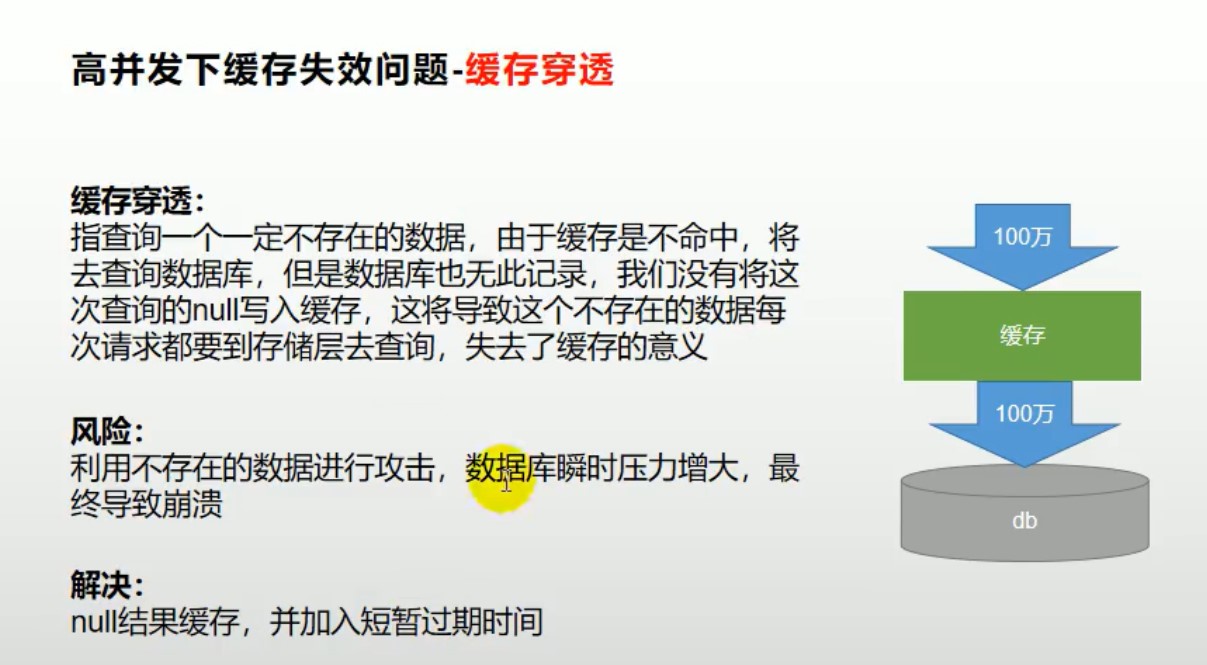 高并发下缓存失效问题-缓存穿透
缓存穿透：
指查询一个一定不存在的数据，由于缓存是不命中，将
去查询数据库，但是数据库也无此记录，我们没有将这
次查询的null写入缓存，这将导致这个不存在的数据每
次请求都要到存储层去查询，失去了缓存的意义
风险：
利用不存在的数据进行攻击，数据库瞬时压力增大，最
终导致崩溃
解决：
null结果缓存，并加入短暂过期时间
100万
缓存
100万
db